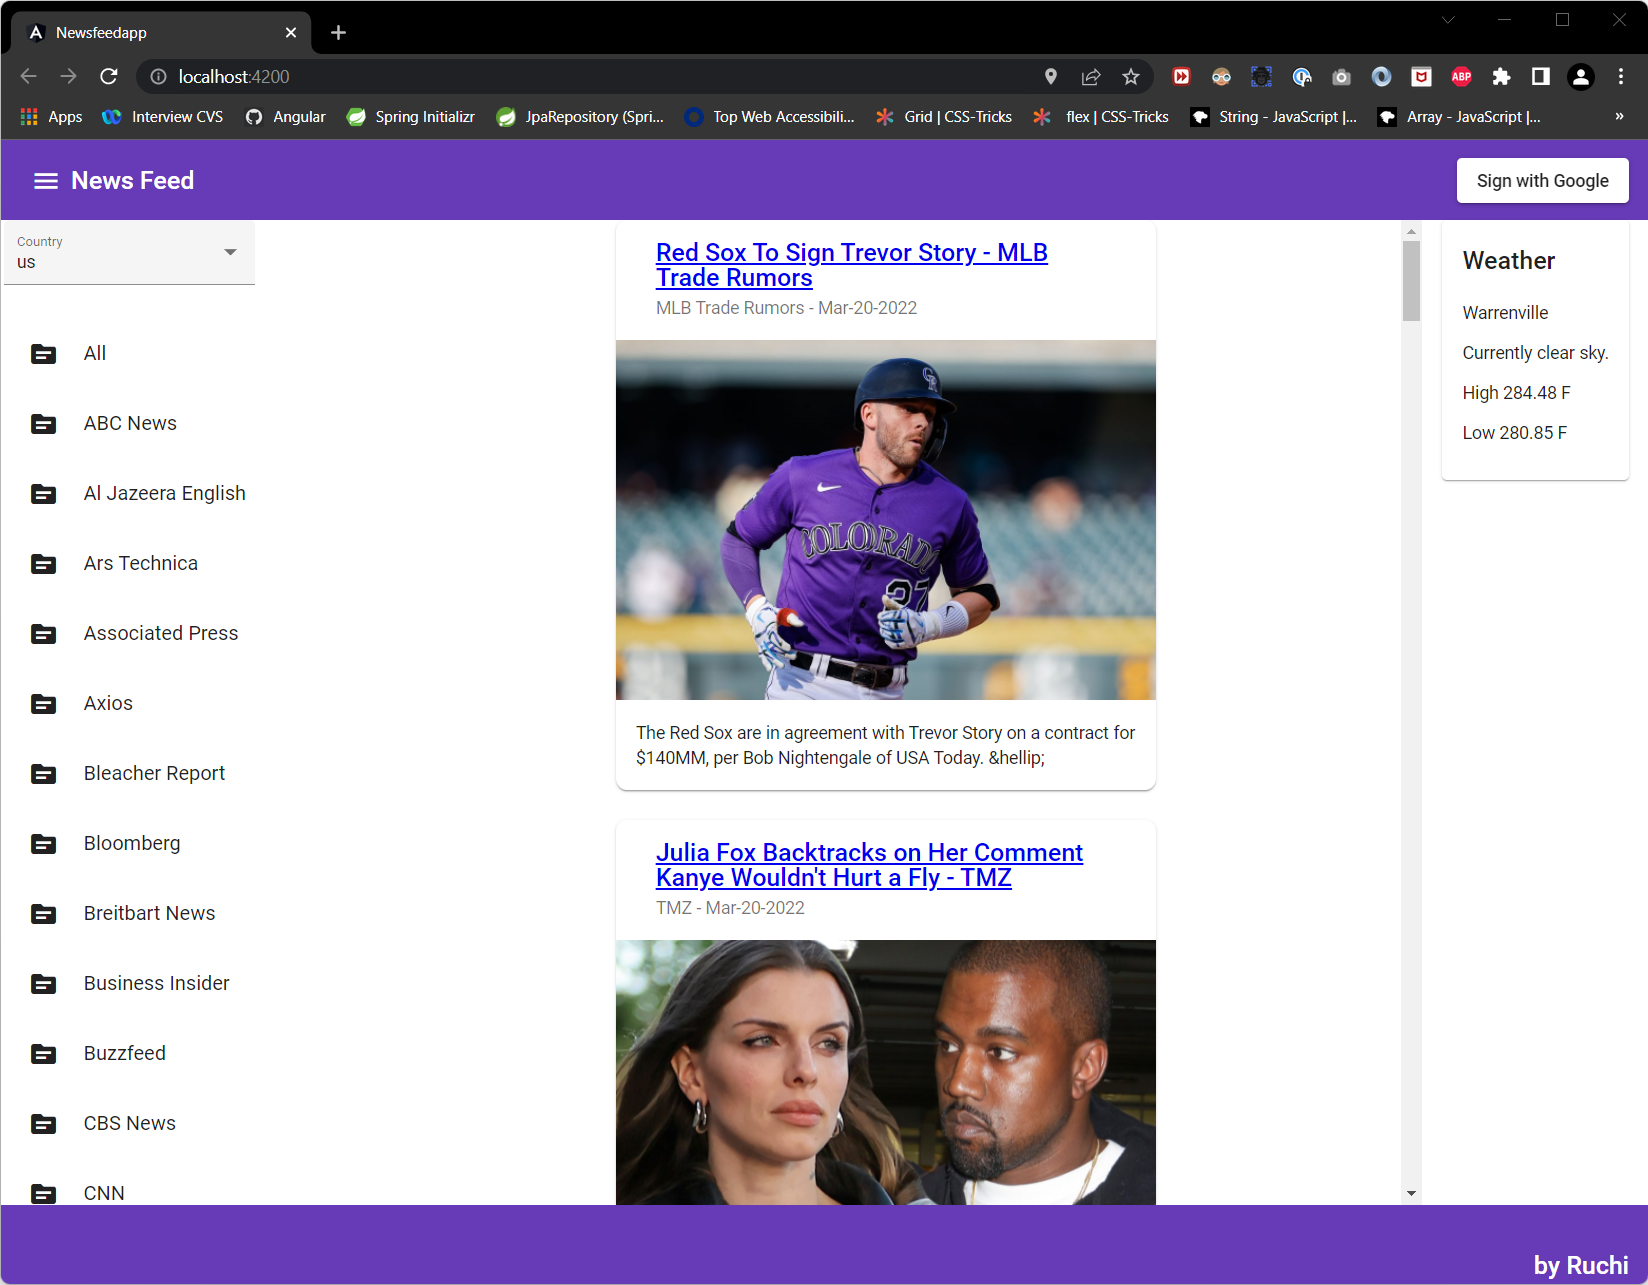 Newsfeedapp
localhost:4200
ABP
Apps
Interview CVS
Angular
Spring Initializr
JpaRepository (Spri...
Top Web Accessibili...
Grid | CSS-Tricks
flex | CSS-Tricks
String - JavaScript |...
Array - JavaScript |...
»
News Feed
Sign with Google
Country
us
All
ABC News
Al Jazeera English
Ars Technica
Associated Press
Axios
Bleacher Report
Bloomberg
Breitbart News
Business Insider
Buzzfeed
CBS News
CNN
Red Sox To Sign Trevor Story - MLB
Trade Rumors
MLB Trade Rumors - Mar-20-2022
CR
COLORADO
27
The Red Sox are in agreement with Trevor Story on a contract for
$140MM, per Bob Nightengale of USA Today. &hellip;
Julia Fox Backtracks on Her Comment
Kanye Wouldn't Hurt a Fly - TMZ
TMZ - Mar-20-2022
Weather
Warrenville
Currently clear sky.
High 284.48 F
Low 280.85 F
by Ruchi